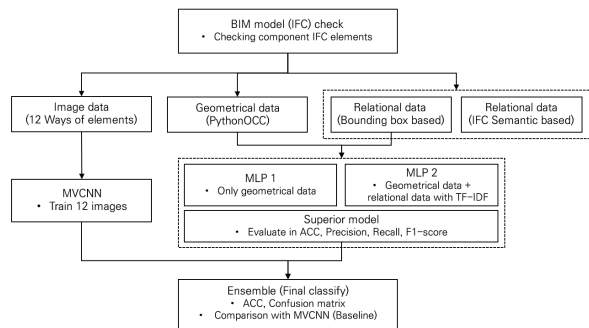 BIM model (IFC) check
• Checking component IFC elements
Image data
(12 Ways of elements)
Geometrical data
(PythonOCC)
Relational data
(Bounding box based)
Relational data
(IFC Semantic based)
MVCNN
• Train 12 images
MLP 1
• Only geometrical data
MLP 2
• Geometrical data +
relational data with TF-IDF
Superior model
• Evaluate in ACC, Precision, Recall, F1-score
Ensemble (Final classify)
• ACC, Confusion matrix
• Comparison with MVCNN (Baseline)